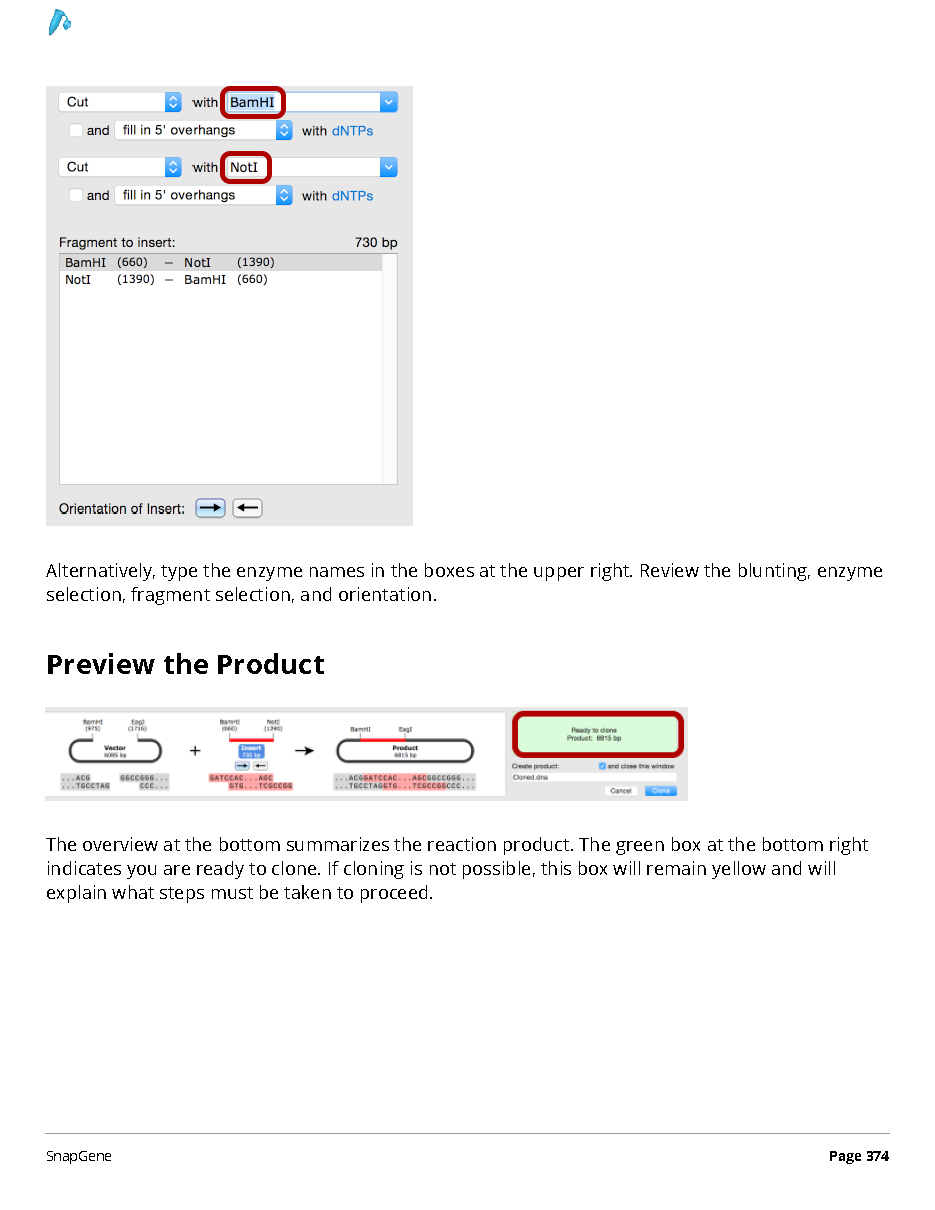 Cut with BamHI
and fill in 5' overhangs with dNTPs
Cut with NotI
and fill in 5' overhangs with dNTPs
Fragment to insert: 730 bp
BamHI (660) – NotI (1390)
NotI (1390) – BamHI (660)
Orientation of Insert:
Alternatively, type the enzyme names in the boxes at the upper right. Review the blunting, enzyme
selection, fragment selection, and orientation.
Preview the Product
BamHI EagI BamHI NotI
(975) (1716) (660) (1390) BamHI EagI
Vector Insert Product
6085 bp 730 bp 6815 bp
+
...ACG GGCCGGG... GATCCAC...AGC ...ACGGATCCAC...AGCGGCCGGG...
...TGCCTAG CCC... GTG...TCGCCGG ...TGCCTAGGTG...TCGCCGGCCC...
Ready to clone
Product: 6815 bp
Create product: and close this window
Cloned.dna
Cancel Clone
The overview at the bottom summarizes the reaction product. The green box at the bottom right
indicates you are ready to clone. If cloning is not possible, this box will remain yellow and will
explain what steps must be taken to proceed.
SnapGene Page 374